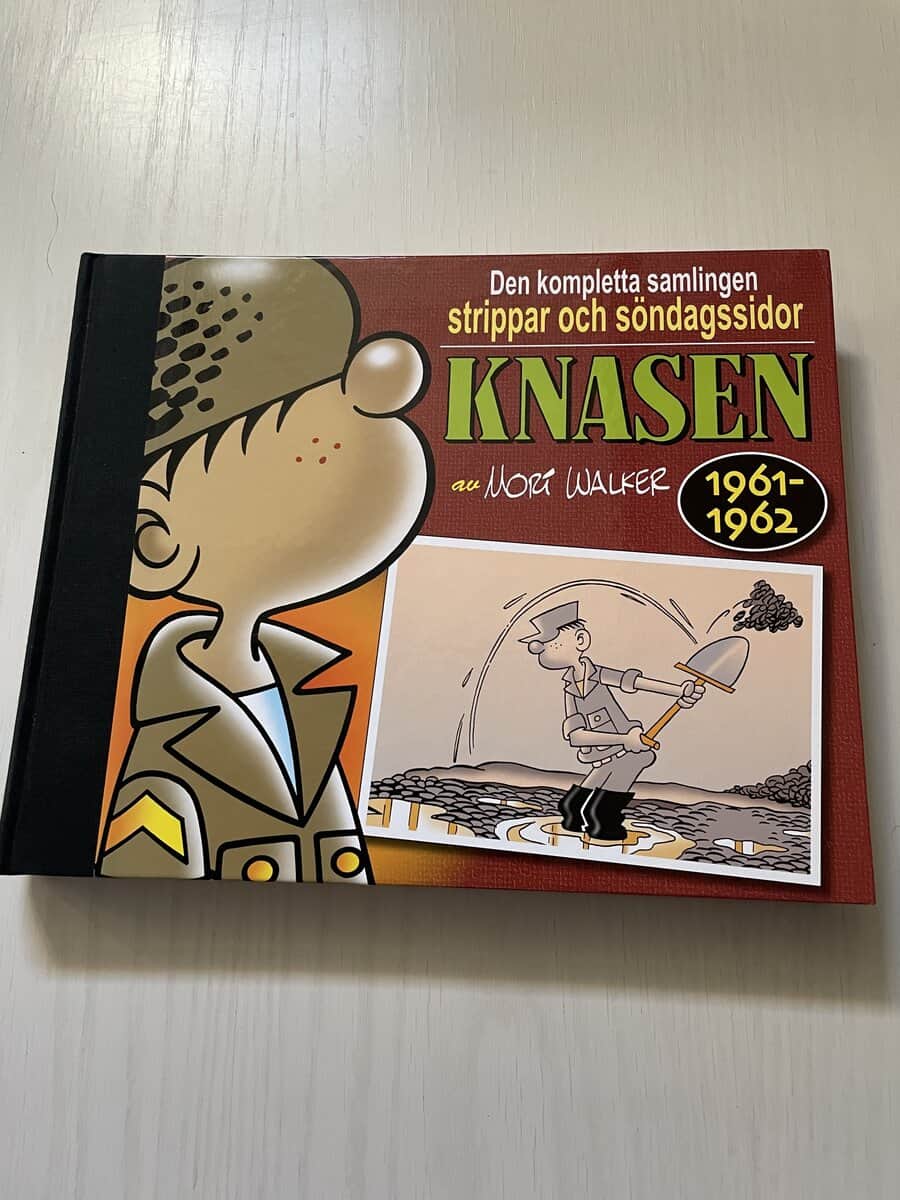 Den kompletta samlingen
strippar och söndagssidor
KNASEN
av MORT WALKER
1961-
1962